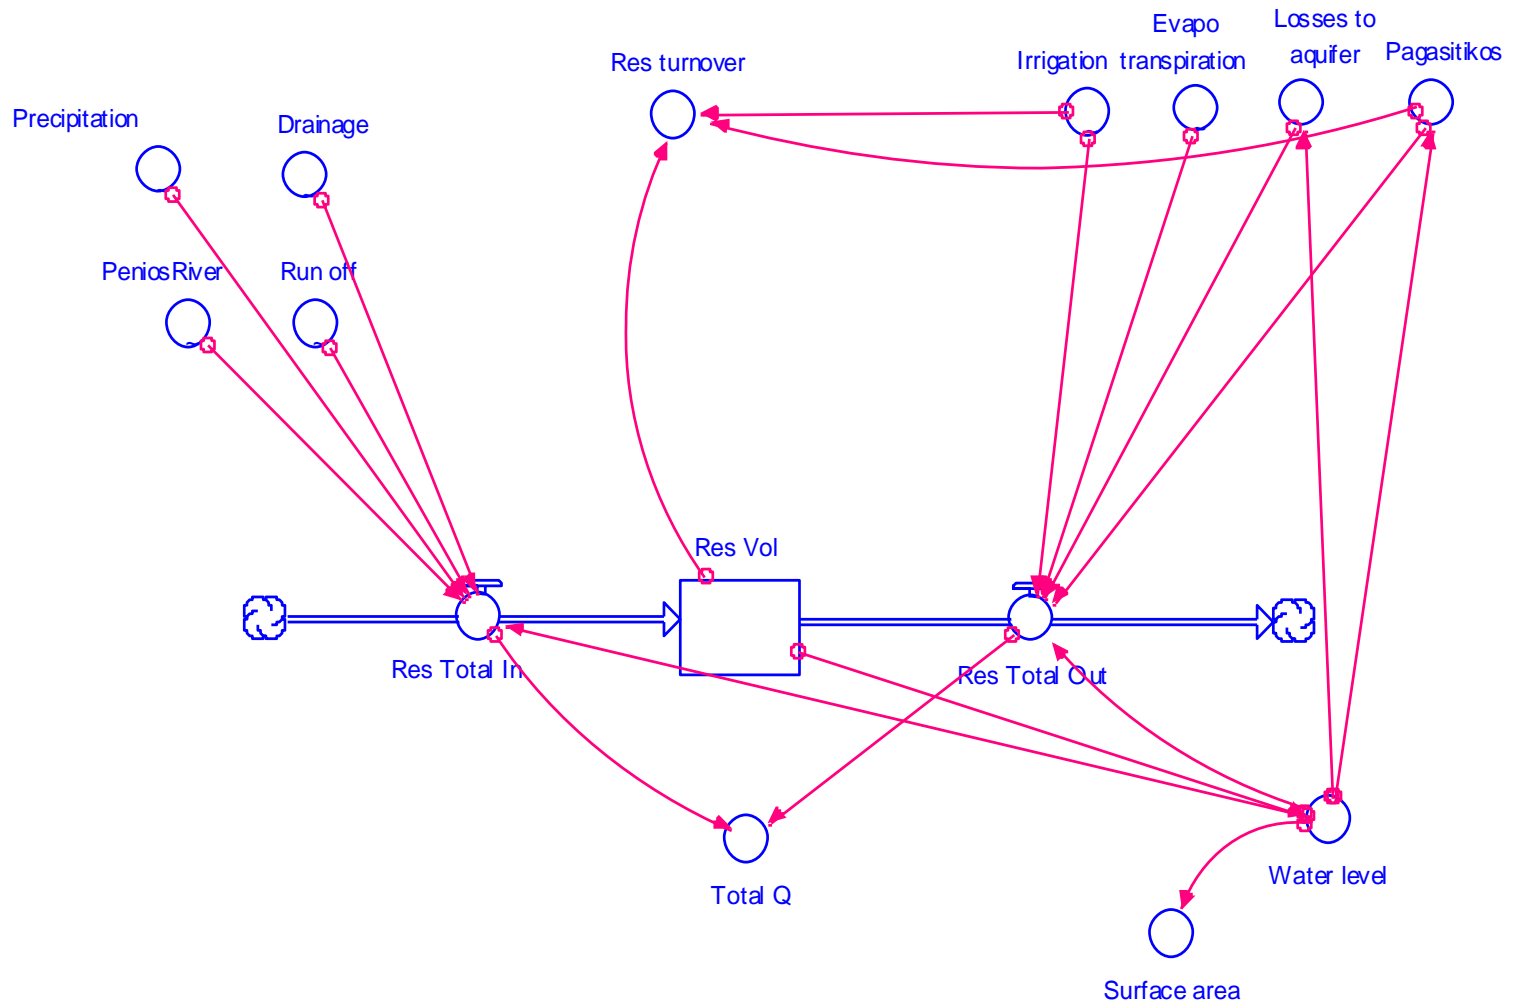 Losses to
Evapo
aquifer
Pagasitikos
Res turnover
Irrigation
transpiration
Precipitation
Drainage
PeniosRiver
Run off
Res Vol
Res Total In
Res Total Out
Water level
Total Q
Surface area